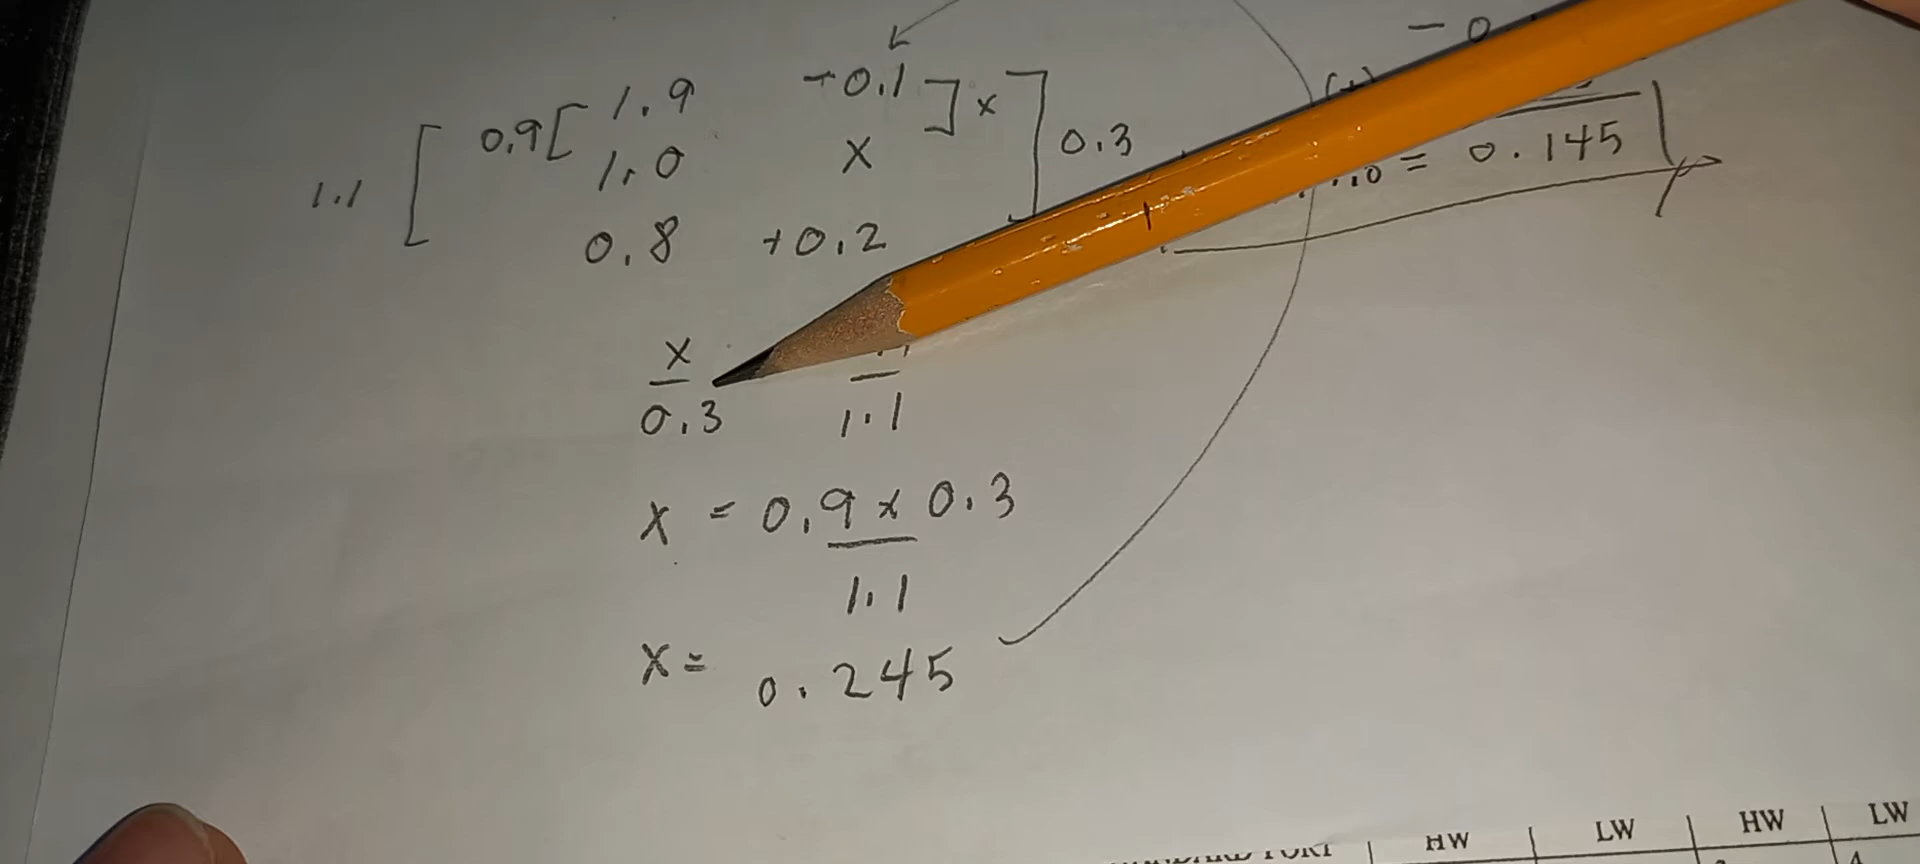 - 0
0.9[ 1.9 -0.1 ] x ] 0.3
1.1 [ 1.0 x
= 0.145
0.8 +0.2
x
0.3 1.1
x = 0.9 x 0.3
1.1
x = 0.245
HW LW HW LW